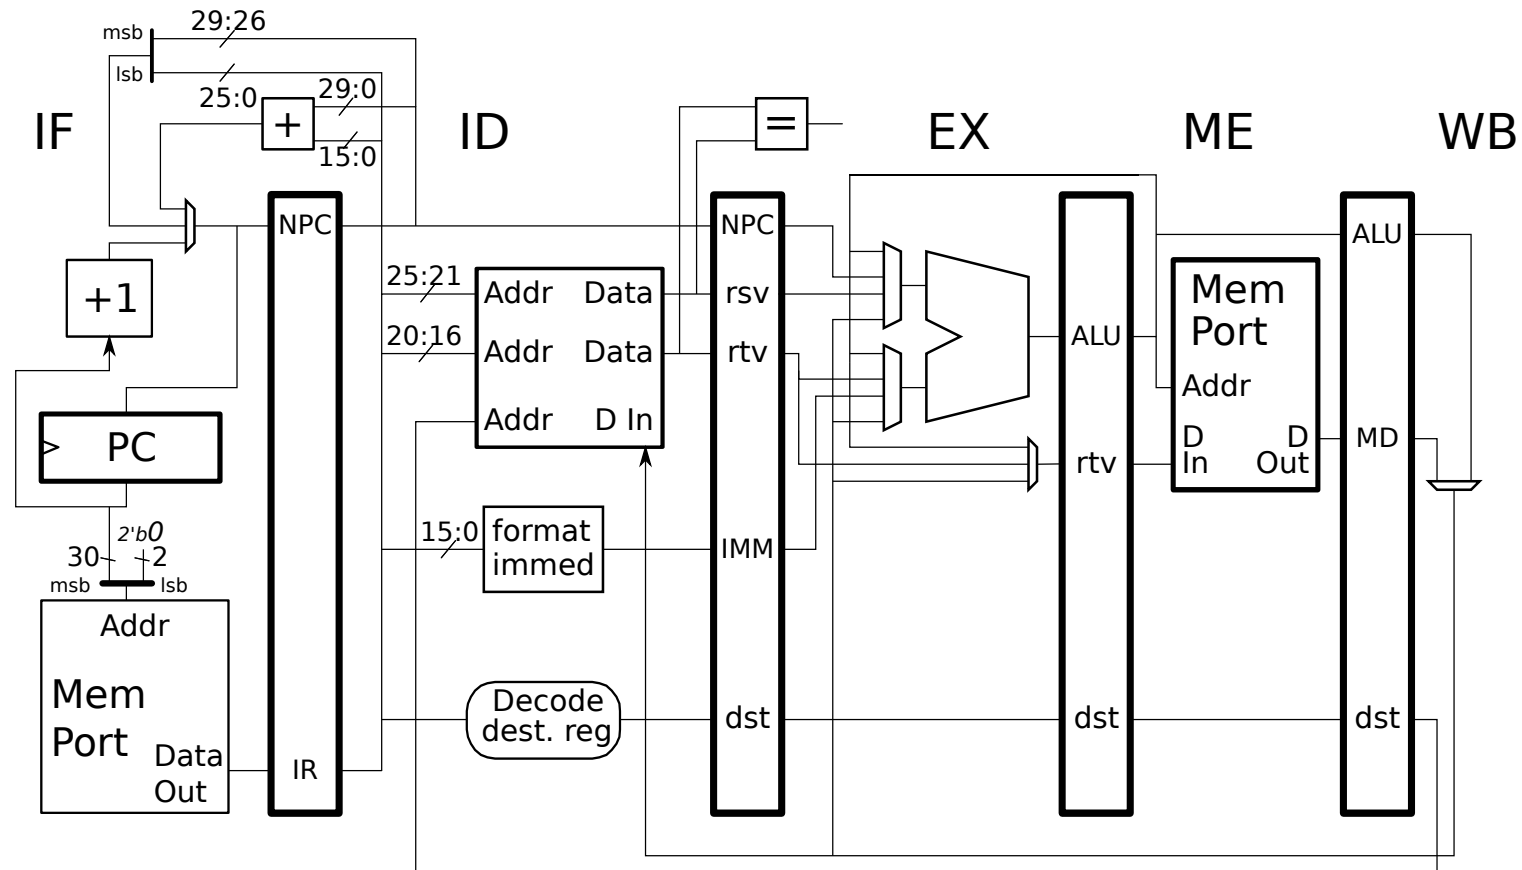 29:26
msb
lsb
25:0
29:0
+
15:0
=
IF
ID
EX
ME
WB
NPC
NPC
ALU
+1
25:21
Addr
Data
rsv
Mem
Port
20:16
Addr
Data
rtv
ALU
Addr
Addr
D In
PC
D
In
D
Out
MD
rtv
2'b0
30
2
msb
lsb
15:0
format
immed
IMM
Addr
Mem
Port
Data
Out
IR
Decode
dest. reg
dst
dst
dst